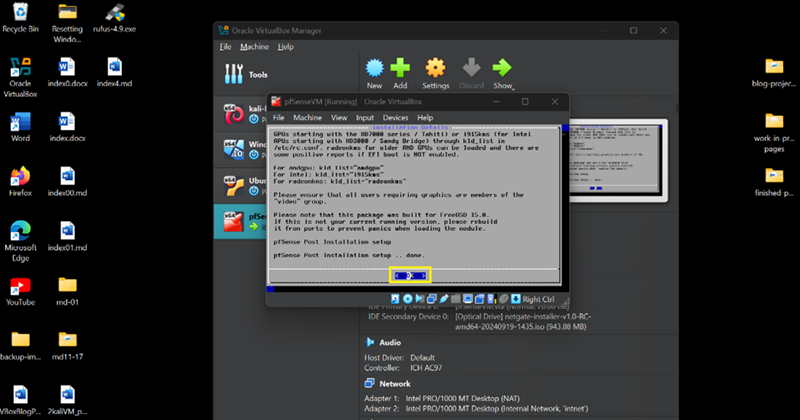 Recycle Bin
Resetting Windo...
rufus-4.9.exe
Oracle VirtualBox
index0.docx
index4.md
Word
index00.md
Firefox
index01.docx
Microsoft Edge
index01.md
YouTube
md-01
backup-im...
md11-17
VBoxBlogP...
2kaliVM_p...
blog-projec...
work-in pro pages
finished-p...
Oracle VirtualBox Manager
File Machine Help
Tools
New Add Settings Discard Show
kali-l
Wind
Ubun
pfSen
R
pfSenseVM [Running] Oracle VirtualBox
File Machine View Input Devices Help
Installation Details
APUs starting with the HD7000 series / Tahiti) or i915kms (for Intel
APUs starting with HD3000 / Sandy Bridge) through kld_list in
/etc/rc.conf. radeonkms for older AMD GPUs can be loaded and there are
some positive reports if EFI boot is NOT enabled.
For amdgpu: kld_list="amdgpu"
For Intel: kld_list="i915kms"
For radeonkms: kld_list="radeonkms"
Please ensure that all users requiring graphics are members of the
"video" group.
Please note that this package was built for FreeBSD 15.0.
If this is not your current running version, please rebuild
it from ports to prevent panics when loading the module.
pfSense Post Installation setup
pfSense Post Installation setup .. done.
< OK >
Right Ctrl
IDE Secondary Device 0: [Optical Drive] netgate-installer-v1.0-RC-
amd64-20240919-1435.iso (943.88 MB)
Audio
Host Driver: Default
Controller: ICH AC97
Network
Adapter 1: Intel PRO/1000 MT Desktop (NAT)
Adapter 2: Intel PRO/1000 MT Desktop (Internal Network, 'intnet')